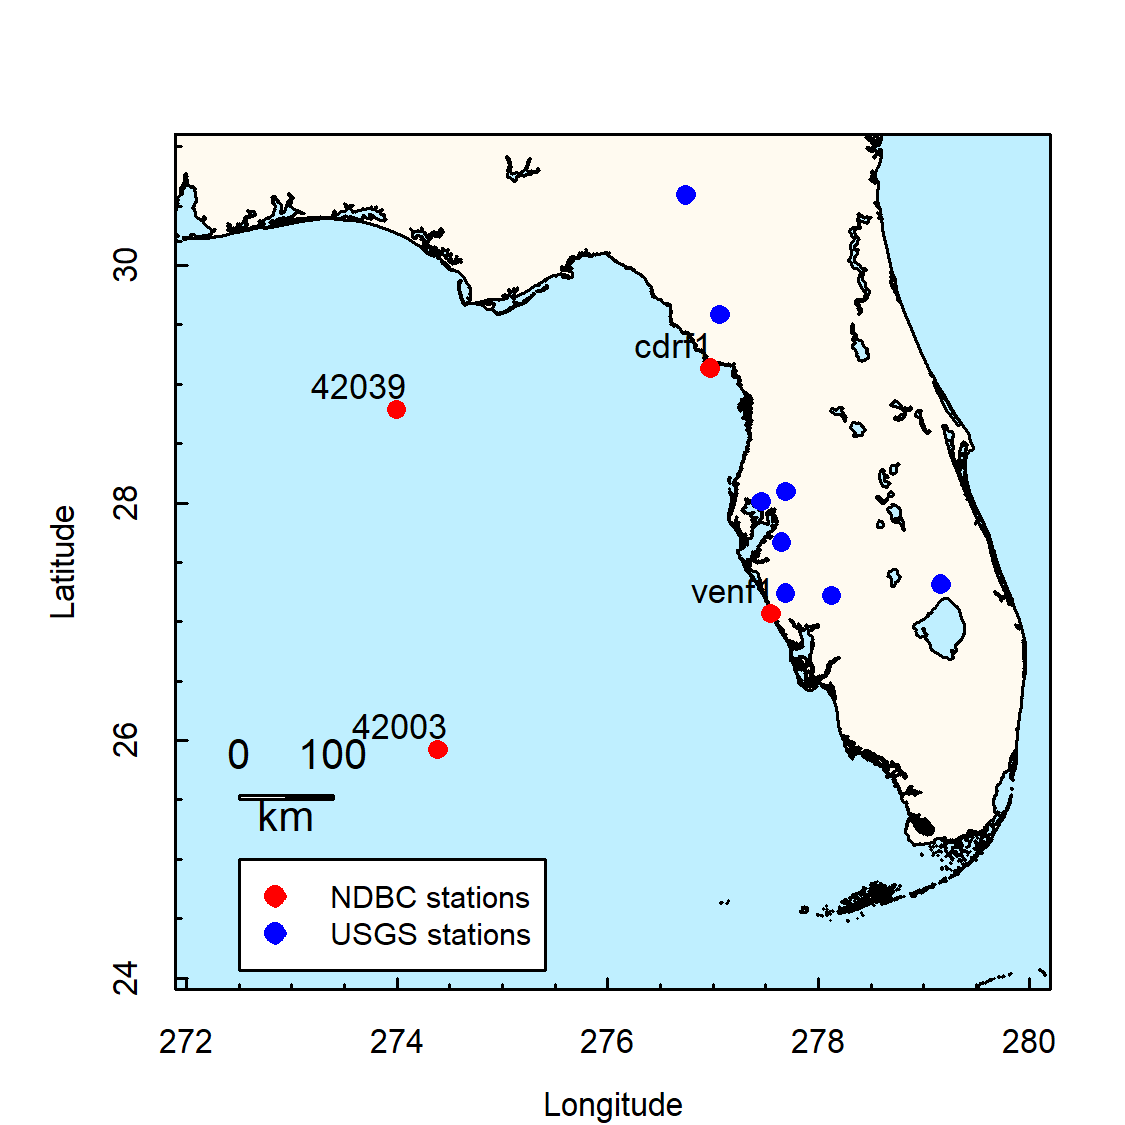 30
cdrf1
42039
28
Latitude
venf1
42003
26
0 100
km
NDBC stations
USGS stations
24
272 274 276 278 280
Longitude